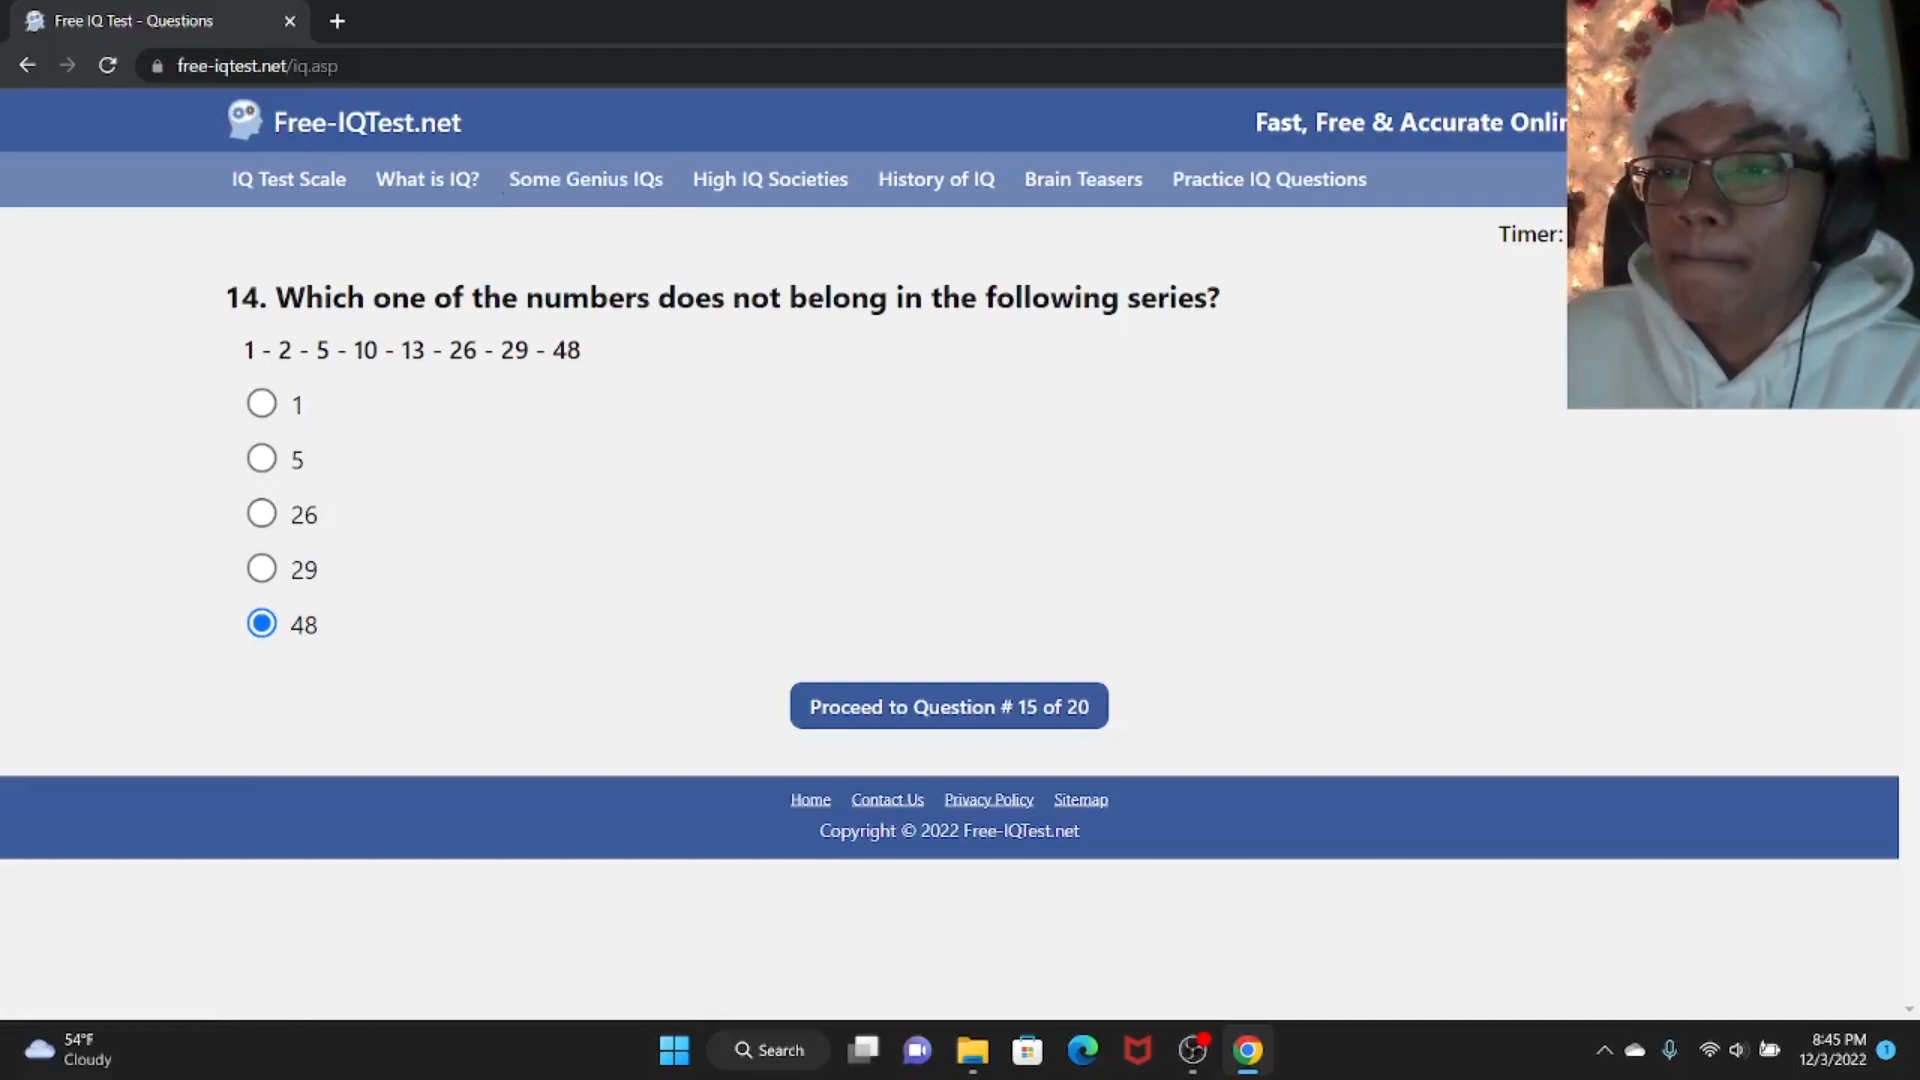 Free IQ Test - Questions
free-iqtest.net/iq.asp
Free-IQTest.net
Fast, Free & Accurate Onlin
IQ Test Scale What is IQ? Some Genius IQs High IQ Societies History of IQ Brain Teasers Practice IQ Questions
Timer:
14. Which one of the numbers does not belong in the following series?
1 - 2 - 5 - 10 - 13 - 26 - 29 - 48
1
5
26
29
48
Proceed to Question # 15 of 20
Home Contact Us Privacy Policy Sitemap
Copyright © 2022 Free-IQTest.net
54°F
Cloudy
Search
8:45 PM
12/3/2022
1